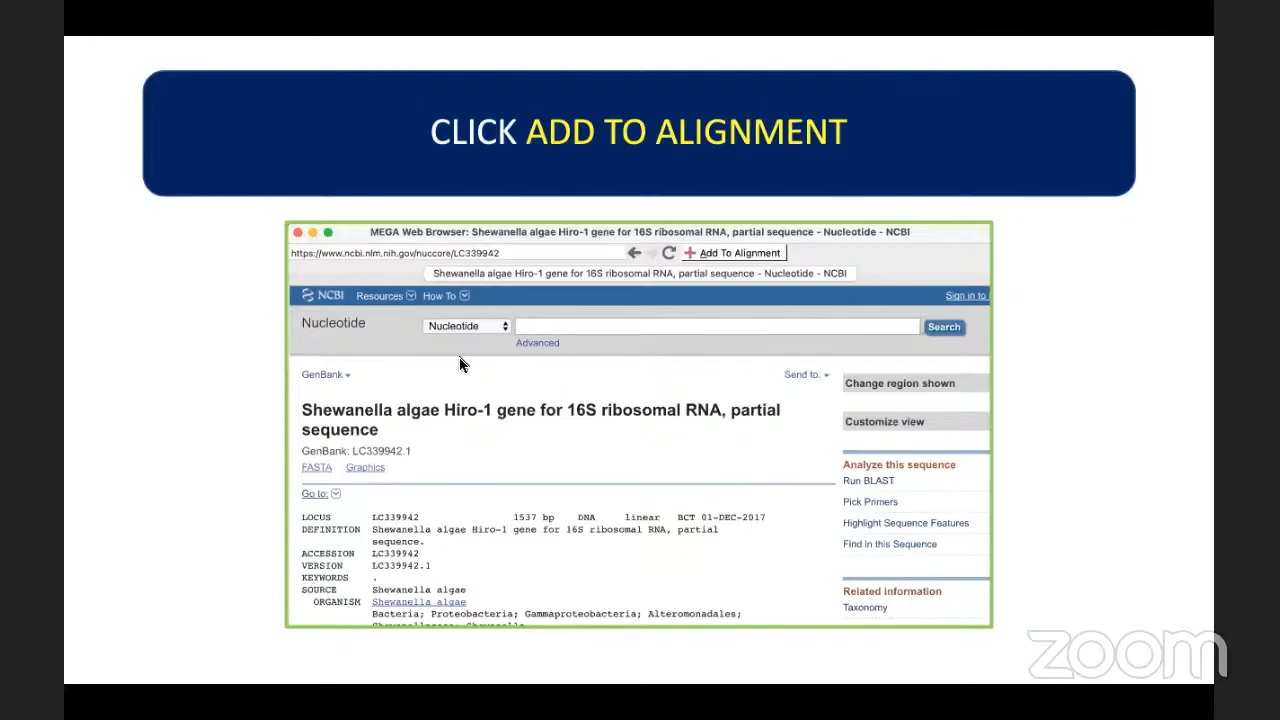 CLICK ADD TO ALIGNMENT
MEGA Web Browser: Shewanella algae Hiro-1 gene for 16S ribosomal RNA, partial sequence - Nucleotide - NCBI
https://www.ncbi.nlm.nih.gov/nuccore/LC339942 Add To Alignment
Shewanella algae Hiro-1 gene for 16S ribosomal RNA, partial sequence - Nucleotide - NCBI
NCBI Resources How To Sign in to
Nucleotide Nucleotide Search
Advanced
GenBank Send to:
Change region shown
Shewanella algae Hiro-1 gene for 16S ribosomal RNA, partial
sequence
Customize view
GenBank: LC339942.1
FASTA Graphics
Analyze this sequence
Run BLAST
Pick Primers
Highlight Sequence Features
Find in this Sequence
Go to:
LOCUS LC339942 1537 bp DNA linear BCT 01-DEC-2017
DEFINITION Shewanella algae Hiro-1 gene for 16S ribosomal RNA, partial
sequence.
ACCESSION LC339942
VERSION LC339942.1
KEYWORDS .
SOURCE Shewanella algae
ORGANISM Shewanella algae
Bacteria; Proteobacteria; Gammaproteobacteria; Alteromonadales;
Related information
Taxonomy
zoom